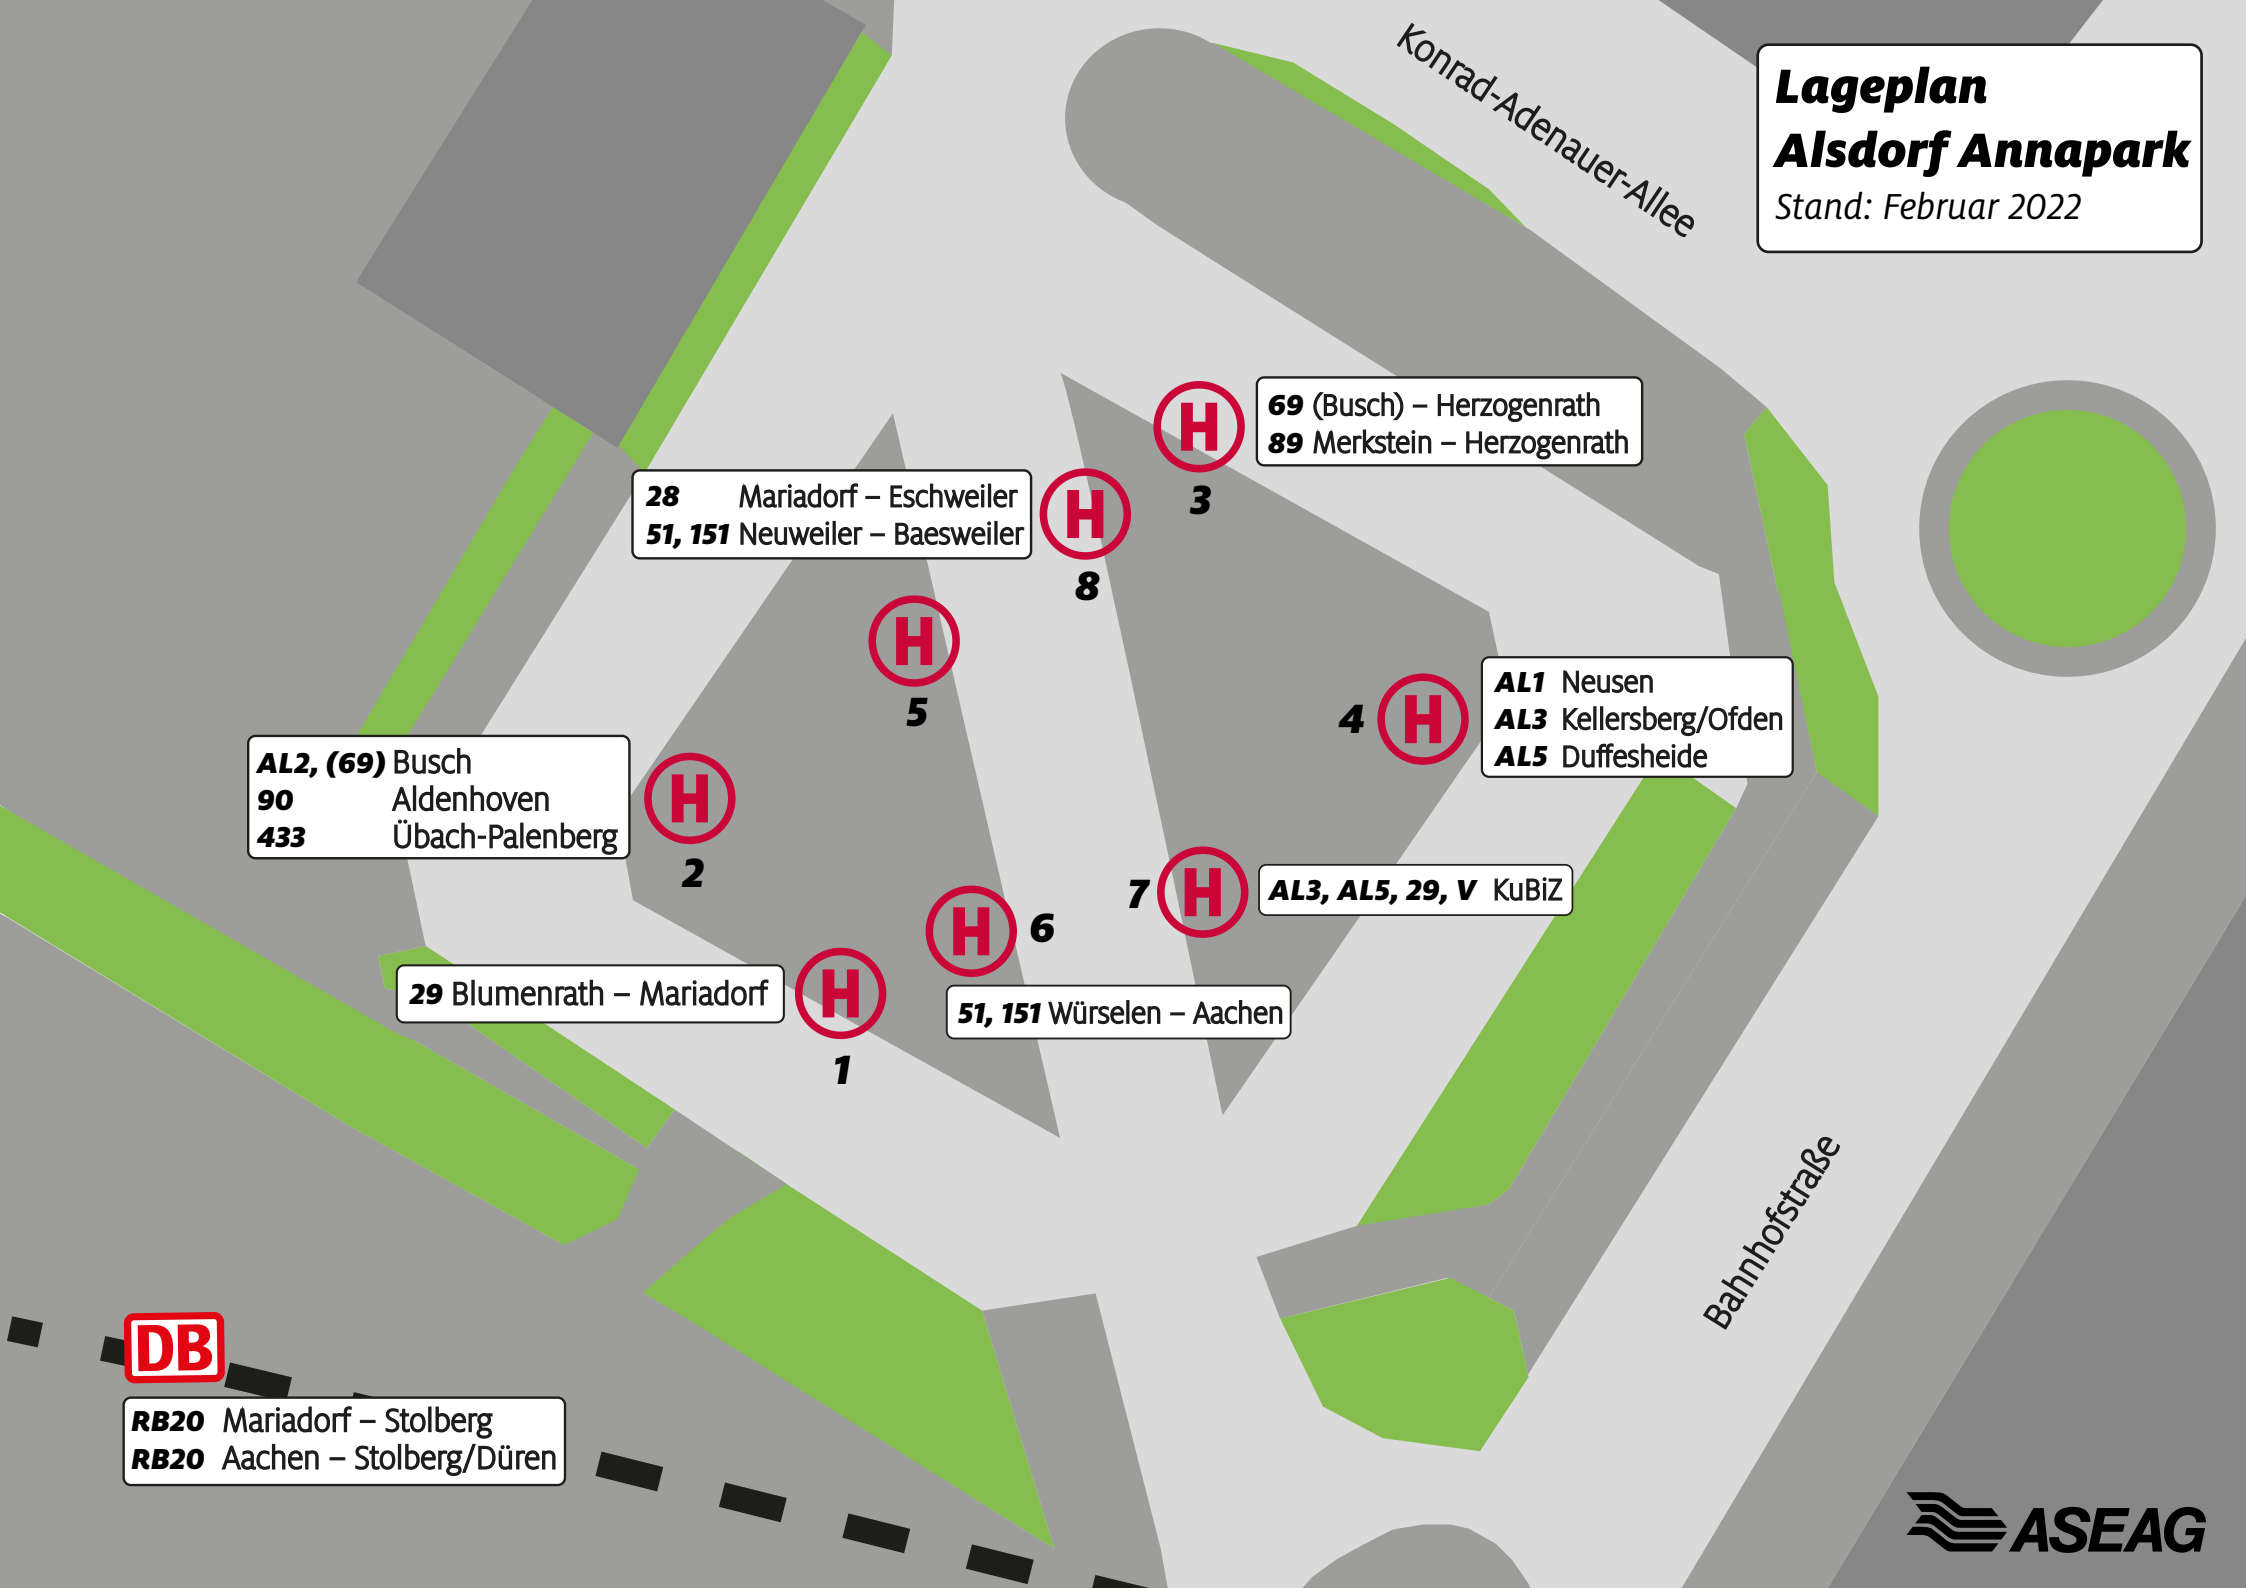 Konrad-Adenauer-Allee
Lageplan
Alsdorf Annapark
Stand: Februar 2022
H
3
69 (Busch) – Herzogenrath
89 Merkstein – Herzogenrath
28 Mariadorf – Eschweiler
51, 151 Neuweiler – Baesweiler
H
8
H
5
4 H
AL1 Neusen
AL3 Kellersberg/Ofden
AL5 Duffesheide
AL2, (69) Busch
90 Aldenhoven
433 Übach-Palenberg
H
2
7 H
AL3, AL5, 29, V KuBiZ
H 6
51, 151 Würselen – Aachen
29 Blumenrath – Mariadorf
H
1
Bahnhofstraße
DB
RB20 Mariadorf – Stolberg
RB20 Aachen – Stolberg/Düren
ASEAG